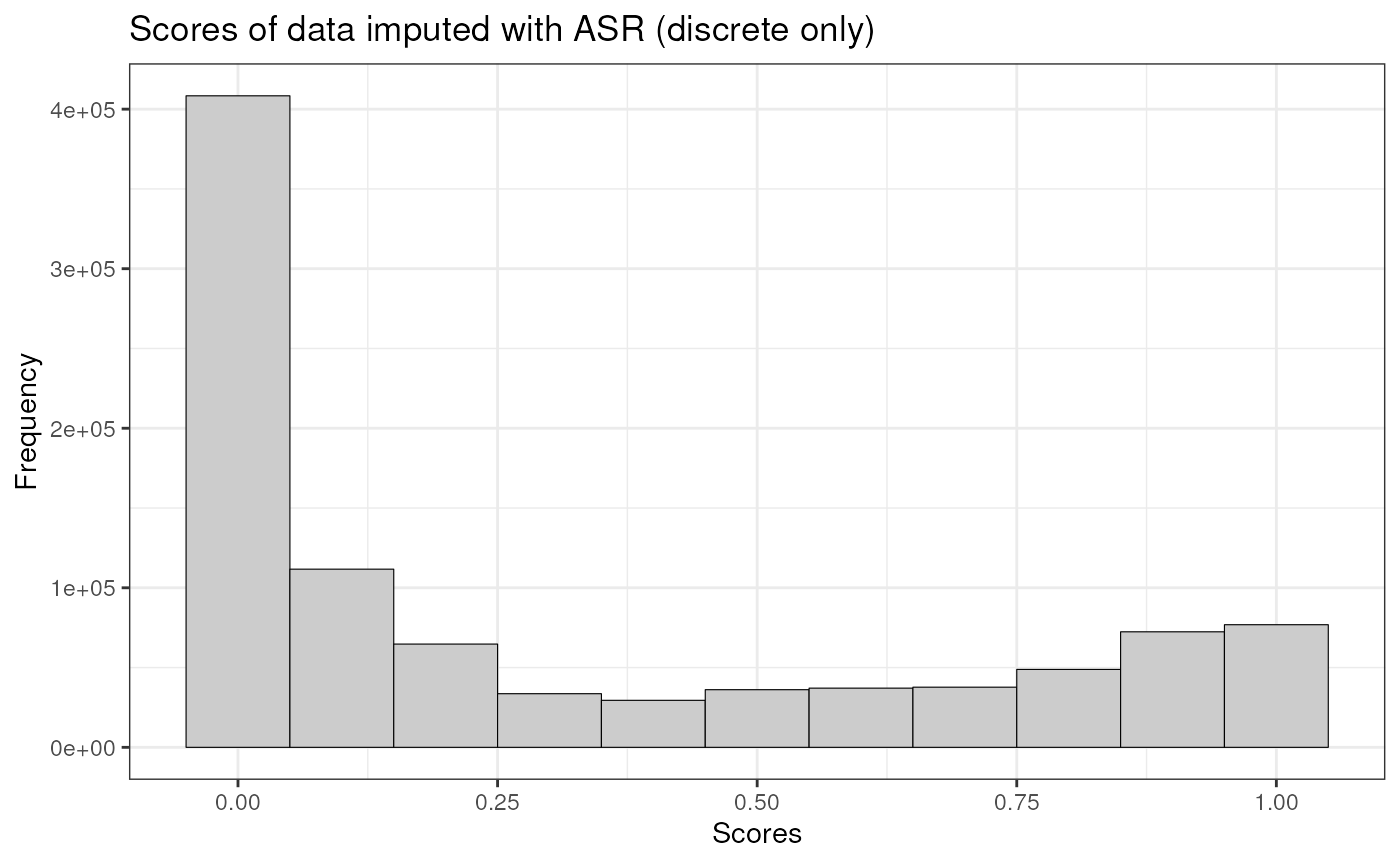 Scores of data imputed with ASR (discrete only)
4e+05
3e+05
2e+05
1e+05
0e+00
Frequency
0.00 0.25 0.50 0.75 1.00
Scores